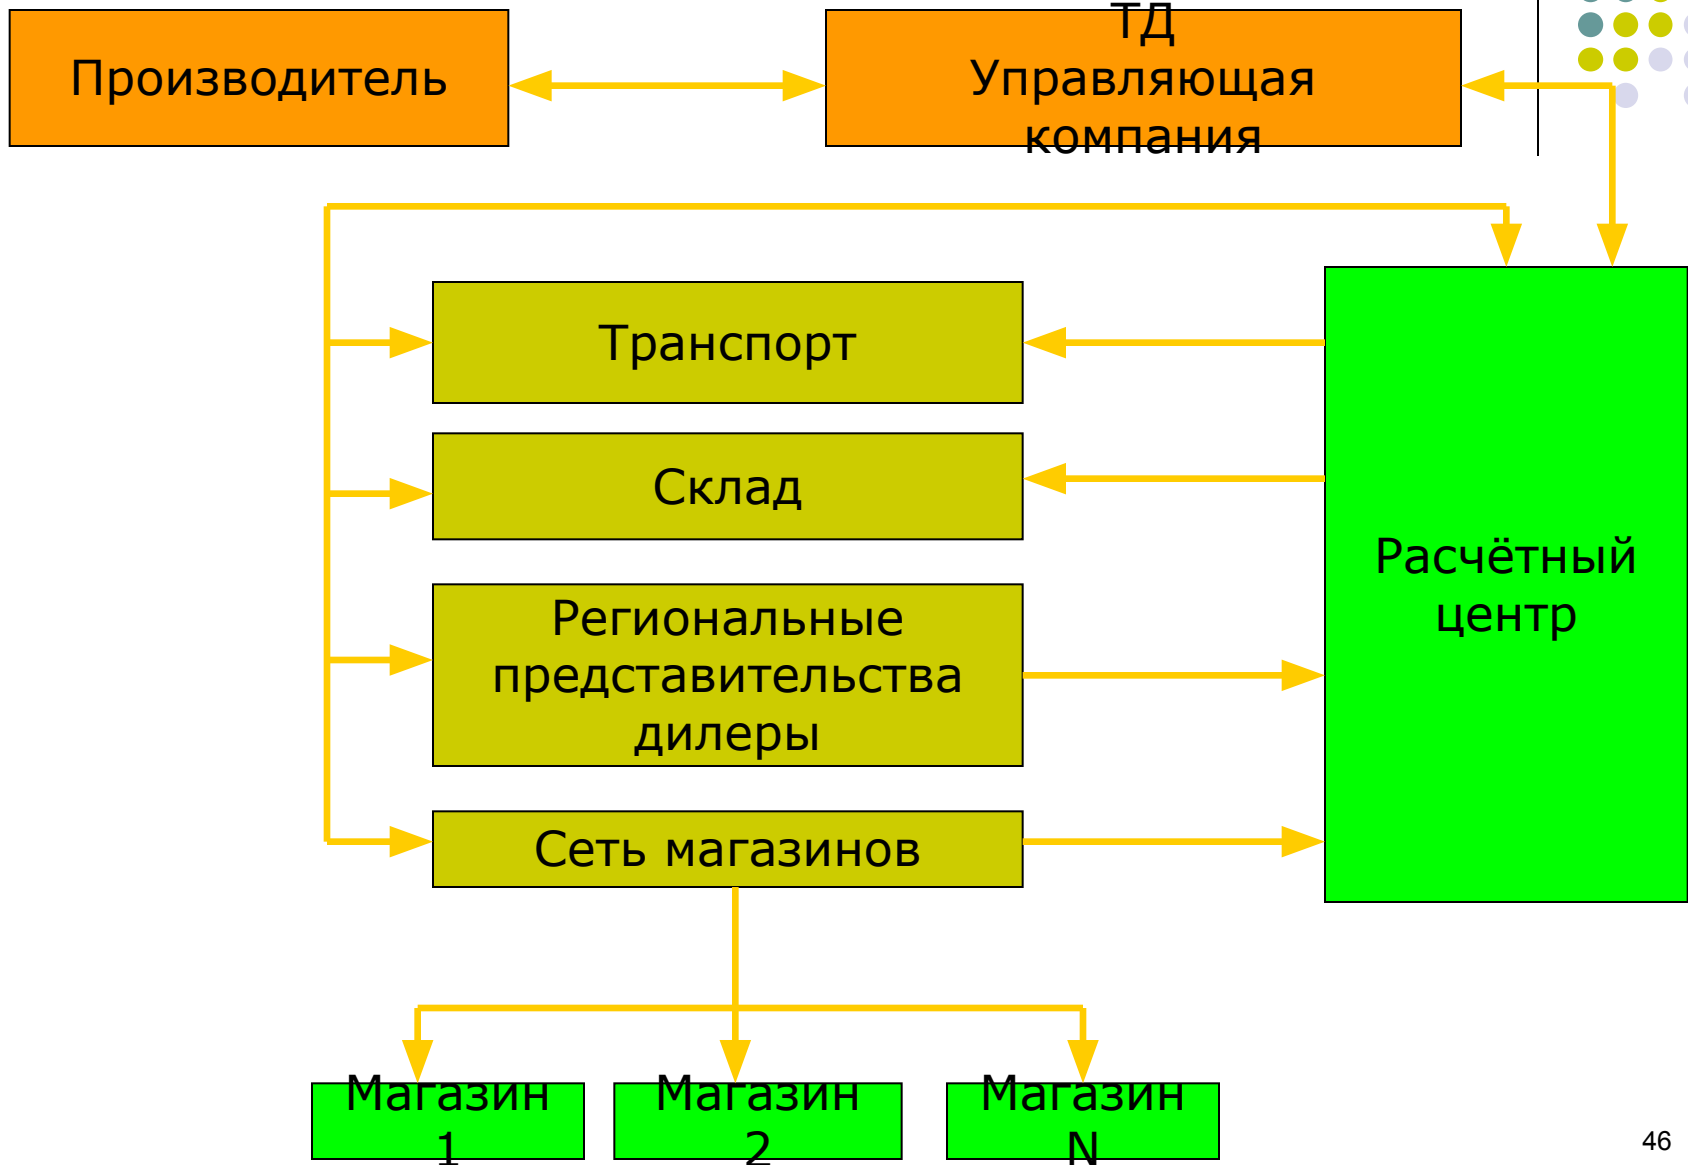 Производитель
ТД
Управляющая
компания
Транспорт
Склад
Региональные
представительства
дилеры
Сеть магазинов
Расчётный
центр
Магазин
1
Магазин
2
Магазин
N
46